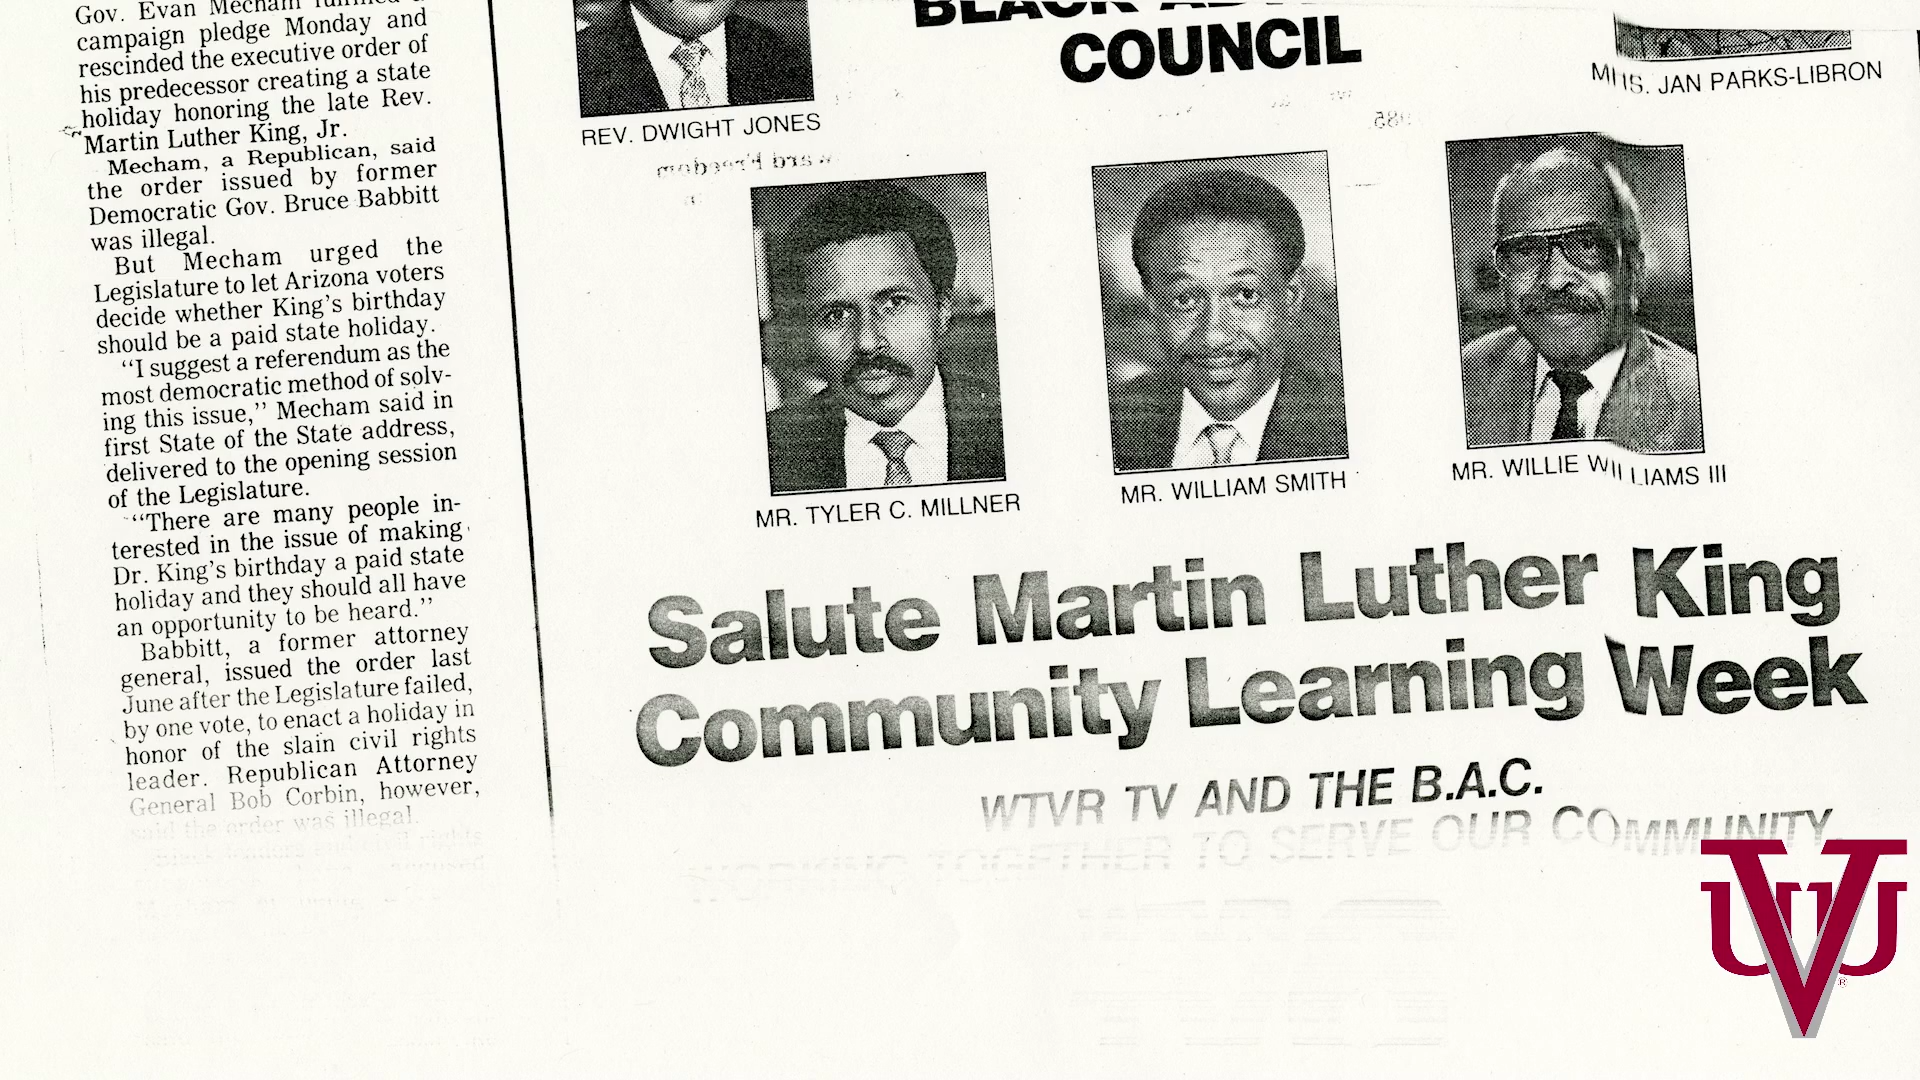 Gov. Evan Mecham fulfilled a
campaign pledge Monday and
rescinded the executive order of
his predecessor creating a state
holiday honoring the late Rev.
Martin Luther King, Jr.
Mecham, a Republican, said
the order issued by former
Democratic Gov. Bruce Babbitt
was illegal.
But Mecham urged the
Legislature to let Arizona voters
decide whether King's birthday
should be a paid state holiday.
"I suggest a referendum as the
most democratic method of solv-
ing this issue," Mecham said in
first State of the State address,
delivered to the opening session
of the Legislature.
"There are many people in-
terested in the issue of making
Dr. King's birthday a paid state
holiday and they should all have
an opportunity to be heard."
Babbitt, a former attorney
general, issued the order last
June after the Legislature failed,
by one vote, to enact a holiday in
honor of the slain civil rights
leader. Republican Attorney
General Bob Corbin, however,
said the order was illegal.
BLACK
COUNCIL
REV. DWIGHT JONES
JAN PARKS-LIBRON
MR. TYLER C. MILLNER
MR. WILLIAM SMITH
MR. WILLIE WILLIAMS III
Salute Martin Luther King
Community Learning Week
WTVR TV AND THE B.A.C.
WORKING TOGETHER TO SERVE OUR COMMUNITY.
VUU